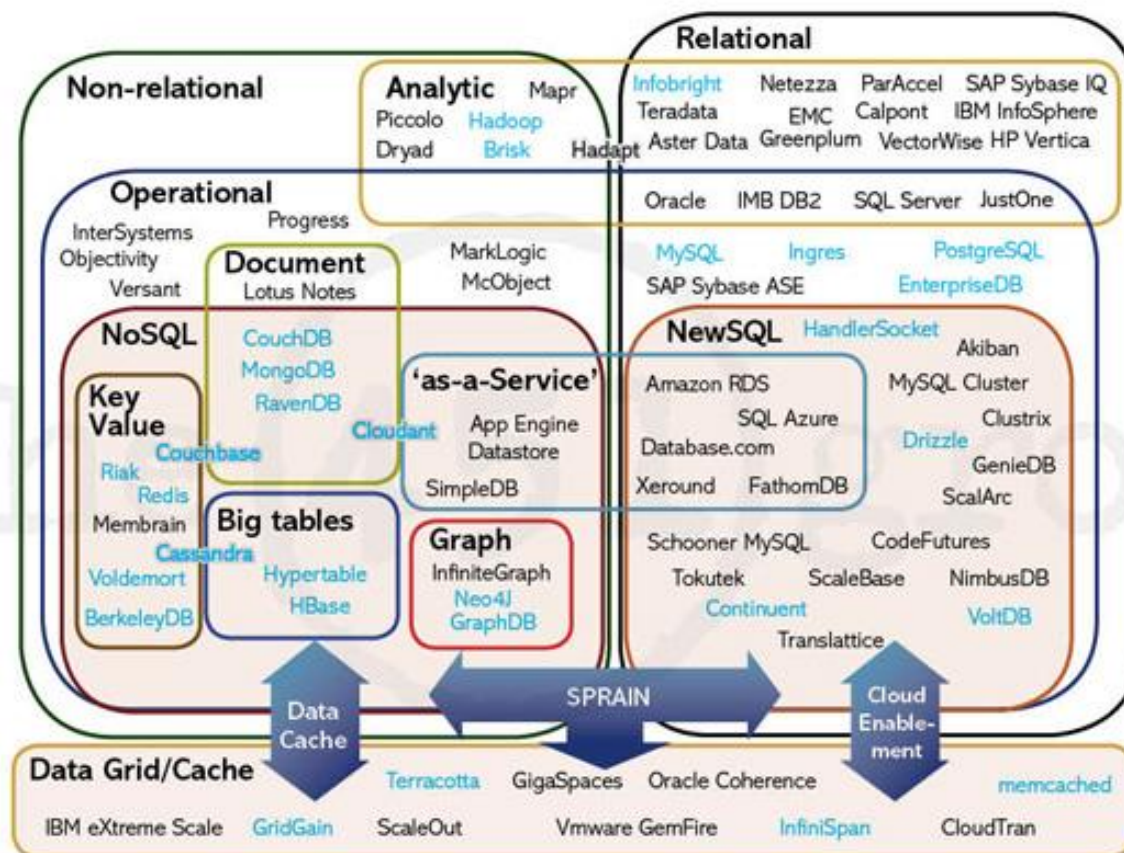 Relational
Non-relational
Analytic
Mapr
Piccolo
Hadoop
Dryad
Brisk
Hadapt
Infobright
Netezza
ParAccel
SAP Sybase IQ
Teradata
EMC
Calpont
IBM InfoSphere
Aster Data
Greenplum
VectorWise
HP Vertica
Operational
Oracle
IMB DB2
SQL Server
JustOne
InterSystems
Progress
Objectivity
Versant
MarkLogic
McObject
MySQL
Ingres
PostgreSQL
SAP Sybase ASE
EnterpriseDB
Document
Lotus Notes
NoSQL
CouchDB
MongoDB
RavenDB
Key
Value
Couchbase
Riak
Redis
Membrain
Cassandra
Voldemort
BerkeleyDB
Cloudant
'as-a-Service'
App Engine
Datastore
SimpleDB
Big tables
Hypertable
HBase
Graph
InfiniteGraph
Neo4J
GraphDB
NewSQL
HandlerSocket
Akiban
Amazon RDS
MySQL Cluster
SQL Azure
Clustrix
Database.com
Drizzle
GenieDB
Xeround
FathomDB
ScalArc
Schooner MySQL
CodeFutures
Tokutek
ScaleBase
NimbusDB
Continuent
VoltDB
Translattice
Data
Cache
SPRAIN
Cloud
Enable-
ment
Data Grid/Cache
Terracotta
GigaSpaces
Oracle Coherence
memcached
IBM eXtreme Scale
GridGain
ScaleOut
Vmware GemFire
InfiniSpan
CloudTran